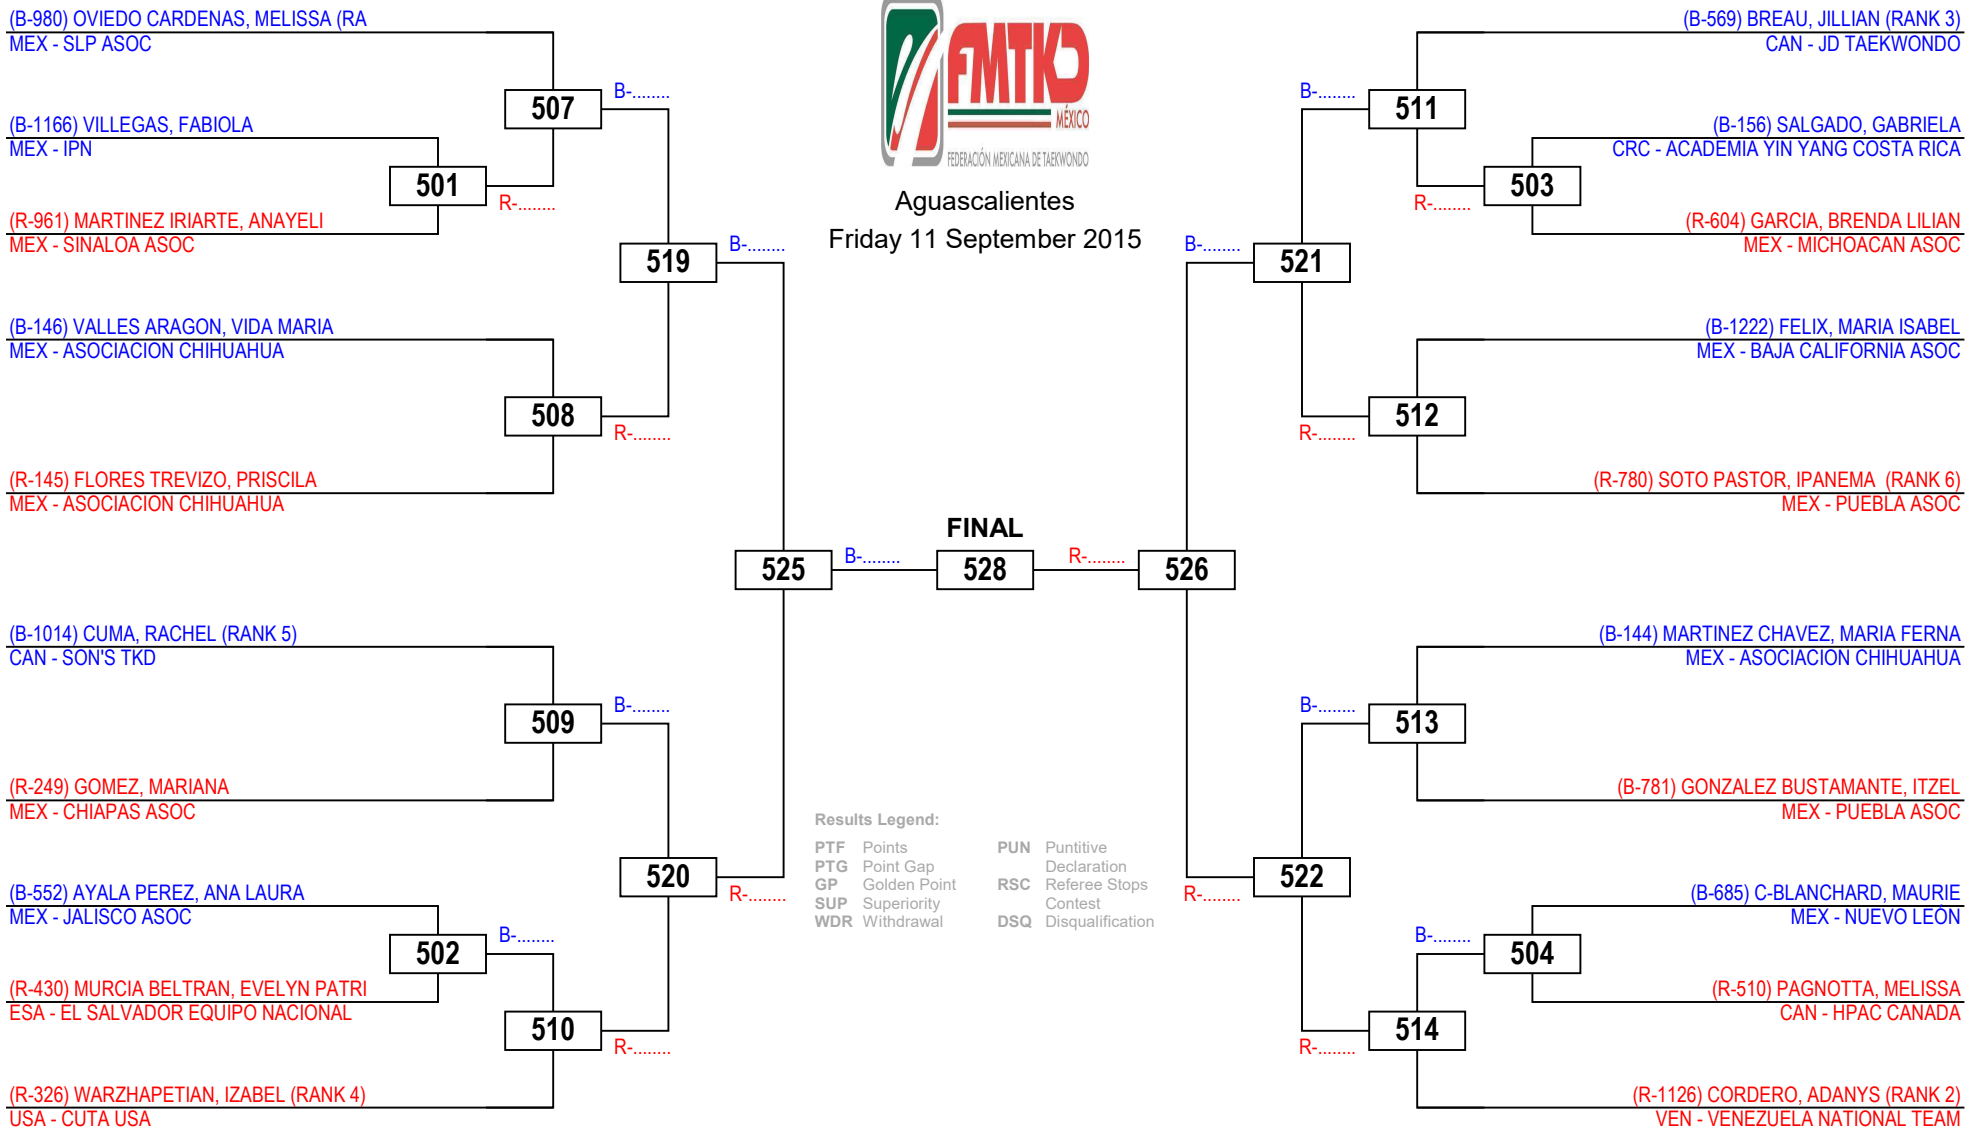 (B-980) OVIEDO CARDENAS, MELISSA (RA
MEX - SLP ASOC
507
B-........
(B-1166) VILLEGAS, FABIOLA
MEX - IPN
501
R-........
(R-961) MARTINEZ IRIARTE, ANAYELI
MEX - SINALOA ASOC
519
B-........
(B-146) VALLES ARAGON, VIDA MARIA
MEX - ASOCIACION CHIHUAHUA
508
R-........
(R-145) FLORES TREVIZO, PRISCILA
MEX - ASOCIACION CHIHUAHUA
525
B-........
(B-1014) CUMA, RACHEL (RANK 5)
CAN - SON'S TKD
509
B-........
(R-249) GOMEZ, MARIANA
MEX - CHIAPAS ASOC
520
R-........
(B-552) AYALA PEREZ, ANA LAURA
MEX - JALISCO ASOC
502
B-........
(R-430) MURCIA BELTRAN, EVELYN PATRI
ESA - EL SALVADOR EQUIPO NACIONAL
510
R-........
(R-326) WARZHAPETIAN, IZABEL (RANK 4)
USA - CUTA USA
FMTKD
MÉXICO
FEDERACIÓN MEXICANA DE TAEKWONDO
Aguascalientes
Friday 11 September 2015
FINAL
528
Results Legend:
PTF Points
PTG Point Gap
GP Golden Point
SUP Superiority
WDR Withdrawal
PUN Puntitive
Declaration
RSC Referee Stops
Contest
DSQ Disqualification
(B-569) BREAU, JILLIAN (RANK 3)
CAN - JD TAEKWONDO
B-........
511
(B-156) SALGADO, GABRIELA
CRC - ACADEMIA YIN YANG COSTA RICA
503
R-........
(R-604) GARCIA, BRENDA LILIAN
MEX - MICHOACAN ASOC
B-........
521
(B-1222) FELIX, MARIA ISABEL
MEX - BAJA CALIFORNIA ASOC
512
R-........
(R-780) SOTO PASTOR, IPANEMA (RANK 6)
MEX - PUEBLA ASOC
R-........
526
(B-144) MARTINEZ CHAVEZ, MARIA FERNA
MEX - ASOCIACION CHIHUAHUA
B-........
513
(B-781) GONZALEZ BUSTAMANTE, ITZEL
MEX - PUEBLA ASOC
522
R-........
(B-685) C-BLANCHARD, MAURIE
MEX - NUEVO LEÓN
B-........
504
(R-510) PAGNOTTA, MELISSA
CAN - HPAC CANADA
514
R-........
(R-1126) CORDERO, ADANYS (RANK 2)
VEN - VENEZUELA NATIONAL TEAM